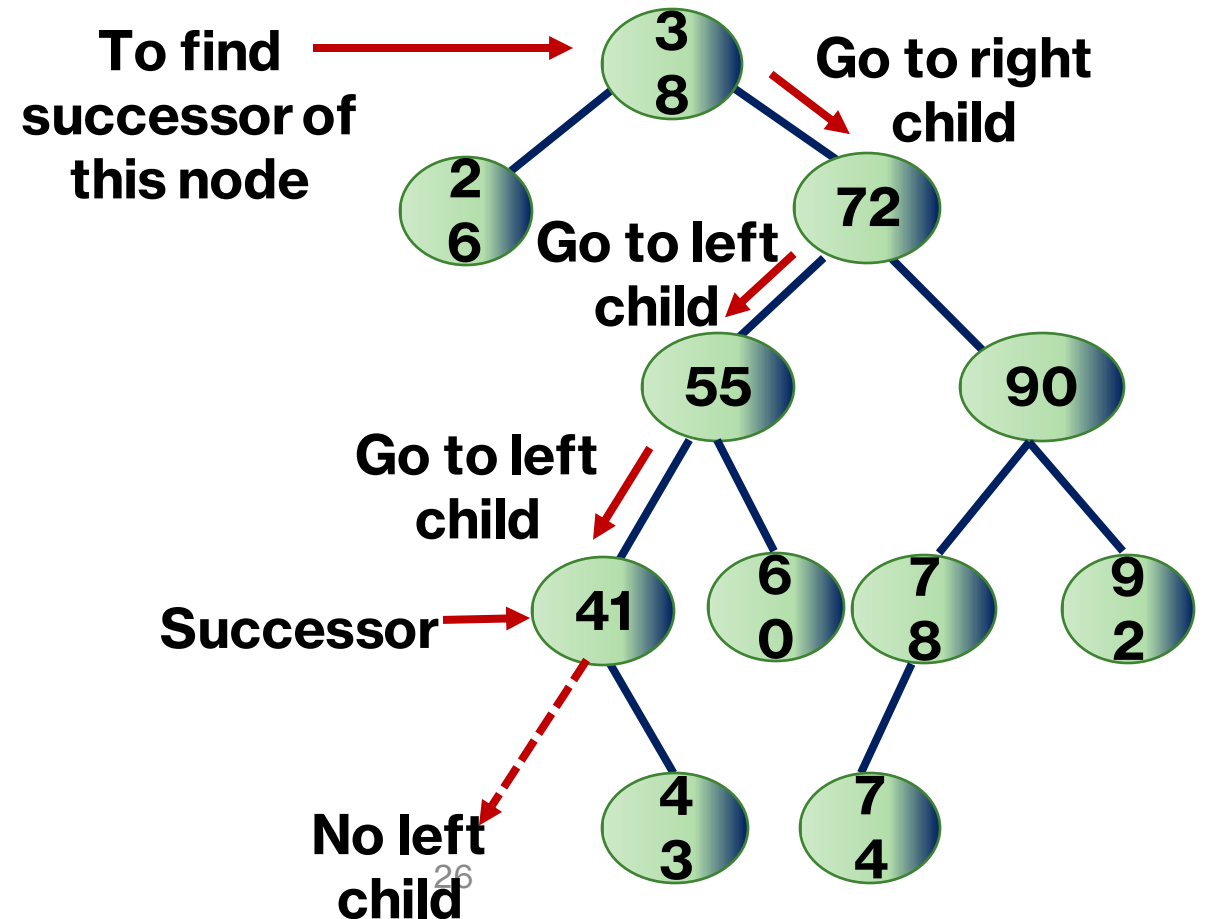 To find
successor of
this node
3
8
Go to right
child
2
6
72
Go to left
child
55
90
Go to left
child
41
6
0
7
8
9
2
Successor
4
3
7
4
No left
child
26